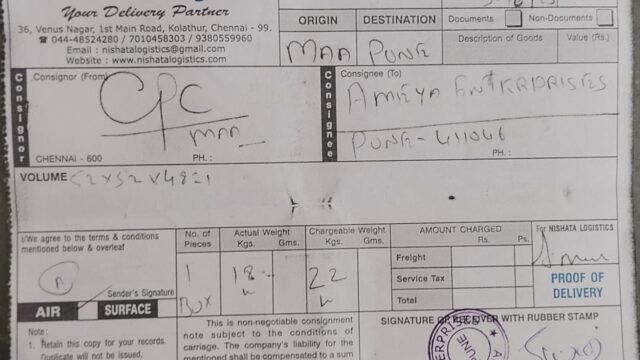 Your Delivery Partner
36, Venus Nagar, 1st Main Road, Kolathur, Chennai - 99.
☎ 044-48524280 / 7010458303 / 9380559960
Email : nishatalogistics@gmail.com
Website : www.nishatalogistics.com
ORIGIN
DESTINATION
MAA
PUNE
Documents
Non-Documents
Description of Goods
Value (Rs.)
Consignor
Consignor (From)
CPC
MAA
CHENNAI - 600
PH. :
Consignee
Consignee (To)
AMEYA ENTERPRISES
PUNE-411046
PH. :
VOLUME
52x52x48=1
I/We agree to the terms & conditions
mentioned below & overleaf
Sender's Signature
AIR
SURFACE
No. of
Pieces
1
Box
Actual Weight
Kgs. Gms.
18
Chargeable Weight
Kgs. Gms.
22
AMOUNT CHARGED
Rs. Ps.
Freight
Service Tax
Total
For NISHATA LOGISTICS
PROOF OF
DELIVERY
Note :
1. Retain this copy for your records.
Duplicate will not be issued.
This is non-negotiable consignment
note subject to the conditions of
carriage. The company's liability for the
mentioned shall be compensated to a sum
SIGNATURE OF RECEIVER WITH RUBBER STAMP